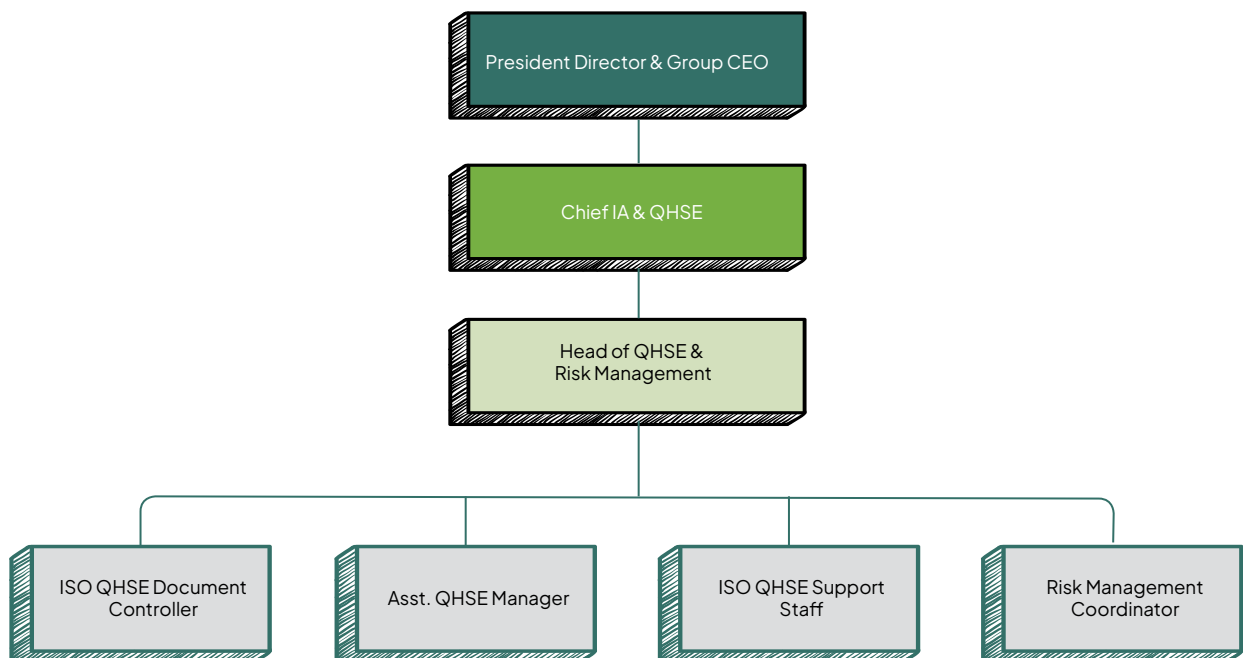 President Director & Group CEO
Chief IA & QHSE
Head of QHSE &
Risk Management
ISO QHSE Document
Controller
Asst. QHSE Manager
ISO QHSE Support
Staff
Risk Management
Coordinator